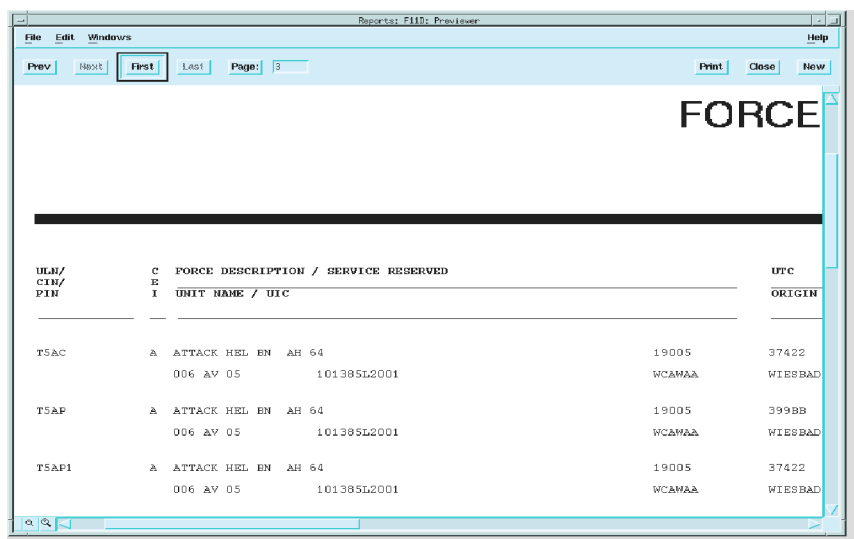 Reports: F11D: Previewer
File Edit Windows Help
Prev Next First Last Page: 3 Print Close New
FORCE
ULN/ C FORCE DESCRIPTION / SERVICE RESERVED UTC
CIN/ E
PIN I UNIT NAME / UIC ORIGIN
T5AC A ATTACK HEL BN AH 64 19005 37422
006 AV 05 101385L2001 WCAWAA WIESBAD
T5AP A ATTACK HEL BN AH 64 19005 399BB
006 AV 05 101385L2001 WCAWAA WIESBAD
T5AP1 A ATTACK HEL BN AH 64 19005 37422
006 AV 05 101385L2001 WCAWAA WIESBAD